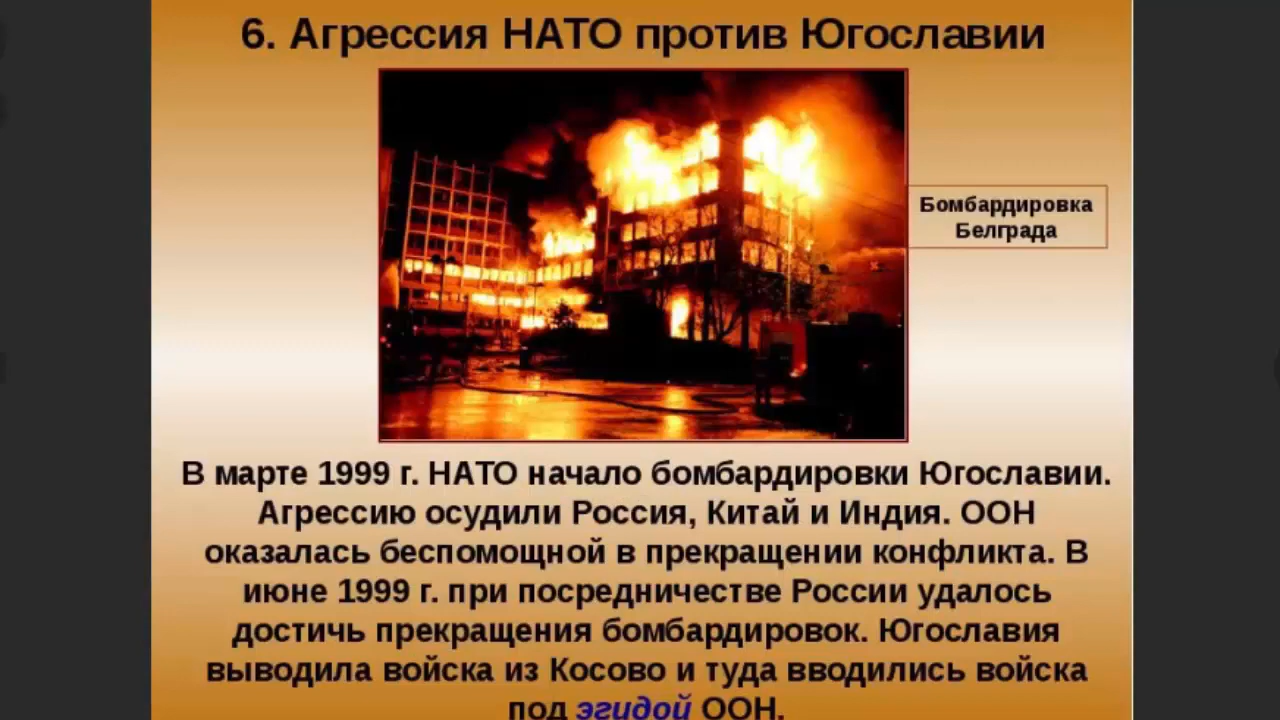 6. Агрессия НАТО против Югославии
Бомбардировка
Белграда
В марте 1999 г. НАТО начало бомбардировки Югославии.
Агрессию осудили Россия, Китай и Индия. ООН
оказалась беспомощной в прекращении конфликта. В
июне 1999 г. при посредничестве России удалось
достичь прекращения бомбардировок. Югославия
выводила войска из Косово и туда вводились войска
под эгидой ООН.